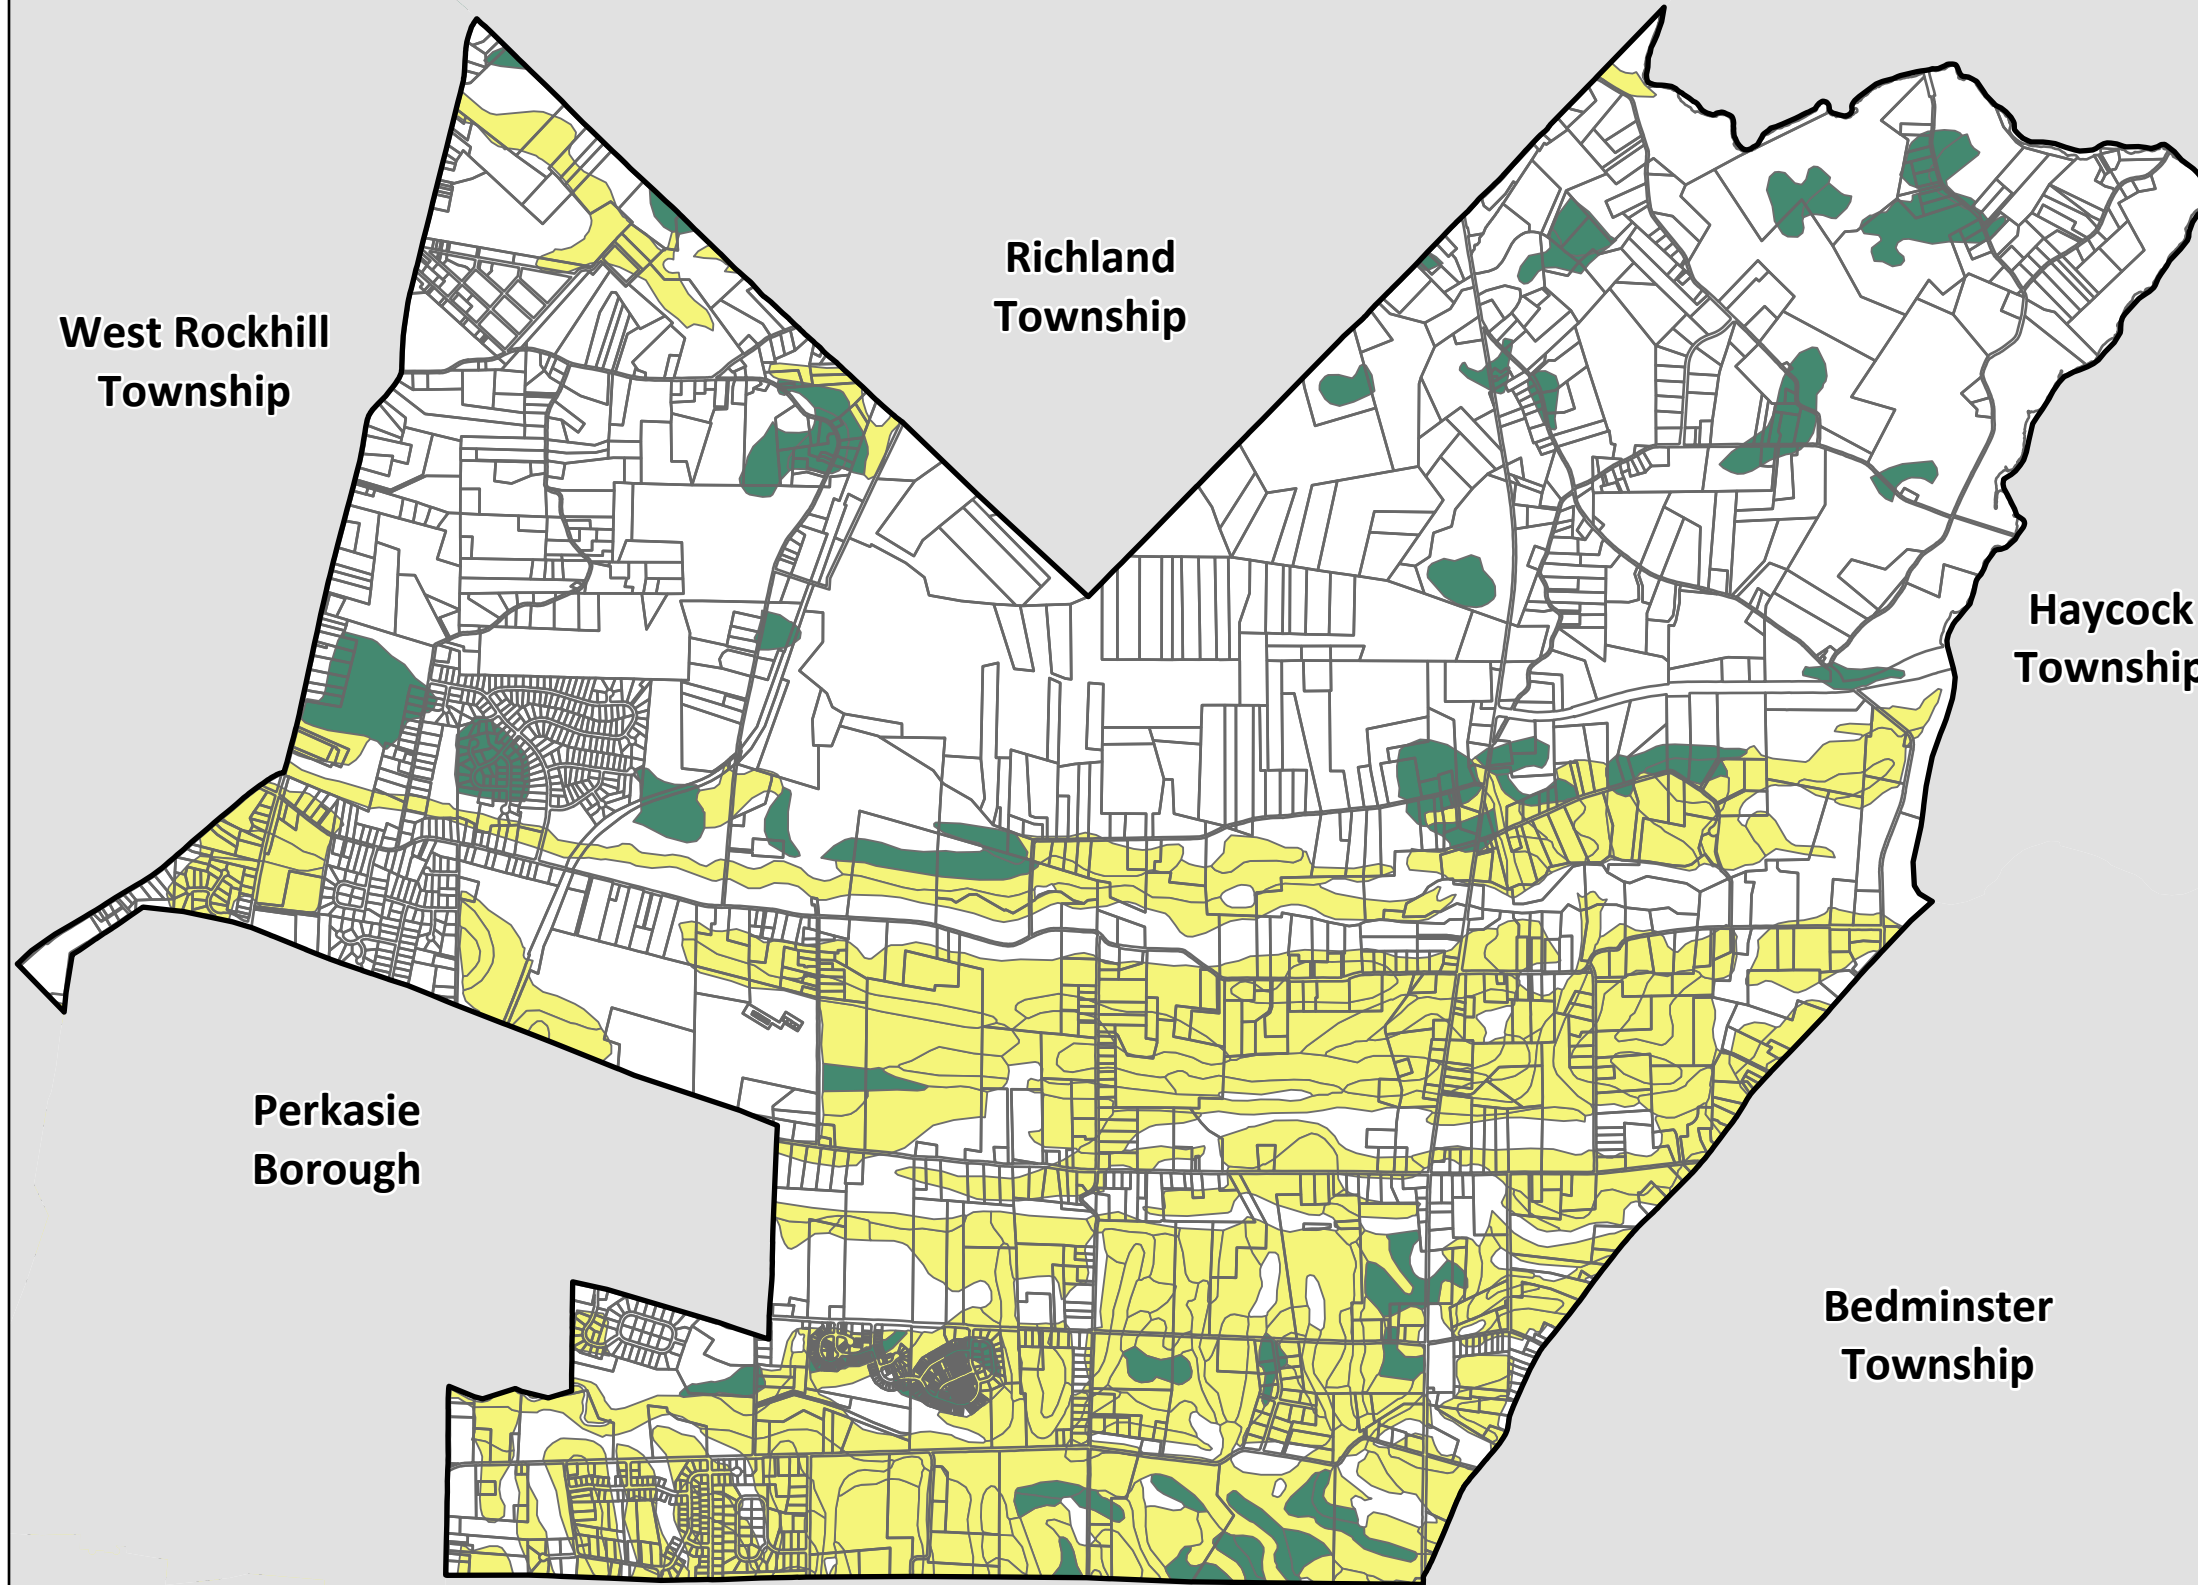 Richland
Township
West Rockhill
Township
Haycock
Township
Perkasie
Borough
Bedminster
Township